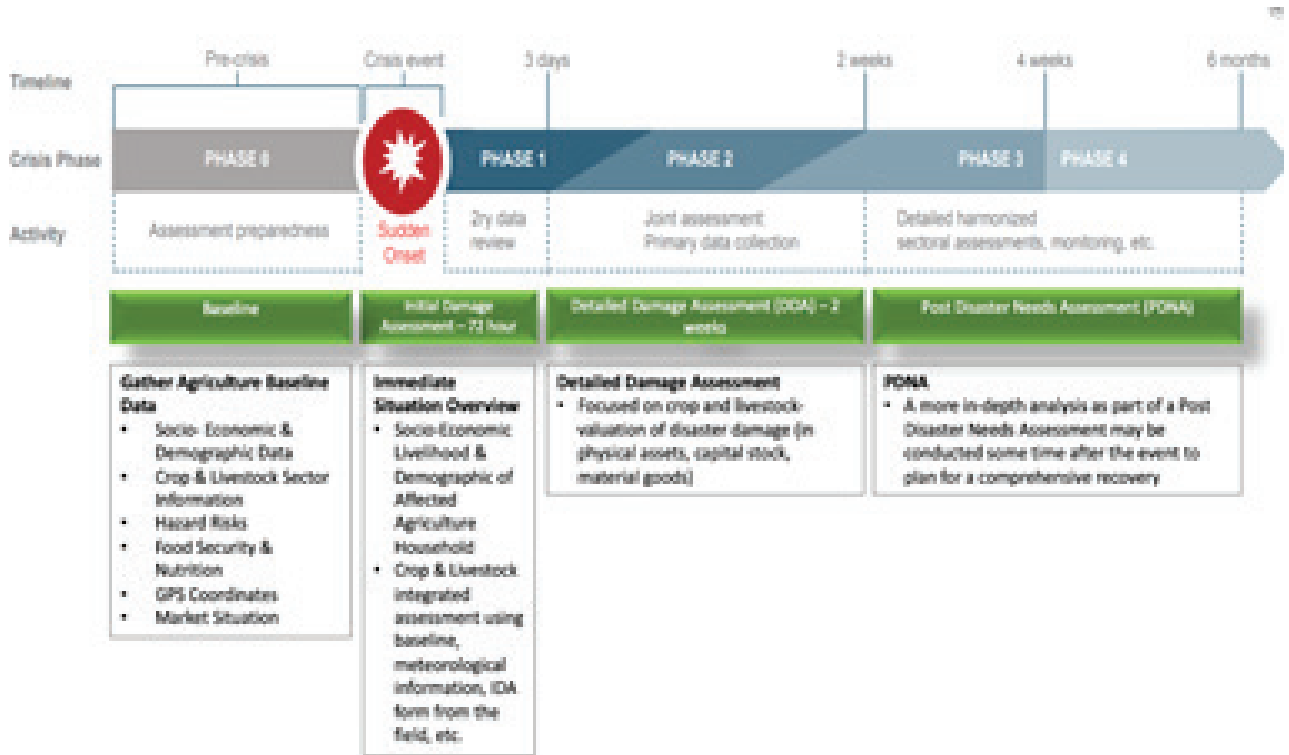 Timeline
Pre-crisis
Crisis event
3 days
2 weeks
4 weeks
6 months
Crisis Phase
PHASE 0
PHASE 1
PHASE 2
PHASE 3
PHASE 4
Activity
Assessment preparedness
Sudden
Onset
2ry data
review
Joint assessment
Primary data collection
Detailed harmonized
sectoral assessments, monitoring, etc.
Baseline
Initial Damage
Assessment – 72 hour
Detailed Damage Assessment (DDA) – 2
weeks
Post Disaster Needs Assessment (PDNA)
Gather Agriculture Baseline
Data
• Socio- Economic &
Demographic Data
• Crop & Livestock Sector
Information
• Hazard Risks
• Food Security &
Nutrition
• GPS Coordinates
• Market Situation
Immediate
Situation Overview
• Socio-Economic
Livelihood &
Demographic of
Affected
Agriculture
Household
• Crop & Livestock
integrated
assessment using
baseline,
meteorological
information, IDA
form from the
field, etc.
Detailed Damage Assessment
• Focused on crop and livestock-
valuation of disaster damage (in
physical assets, capital stock,
material goods)
PDNA
• A more in-depth analysis as part of a Post
Disaster Needs Assessment may be
conducted some time after the event to
plan for a comprehensive recovery